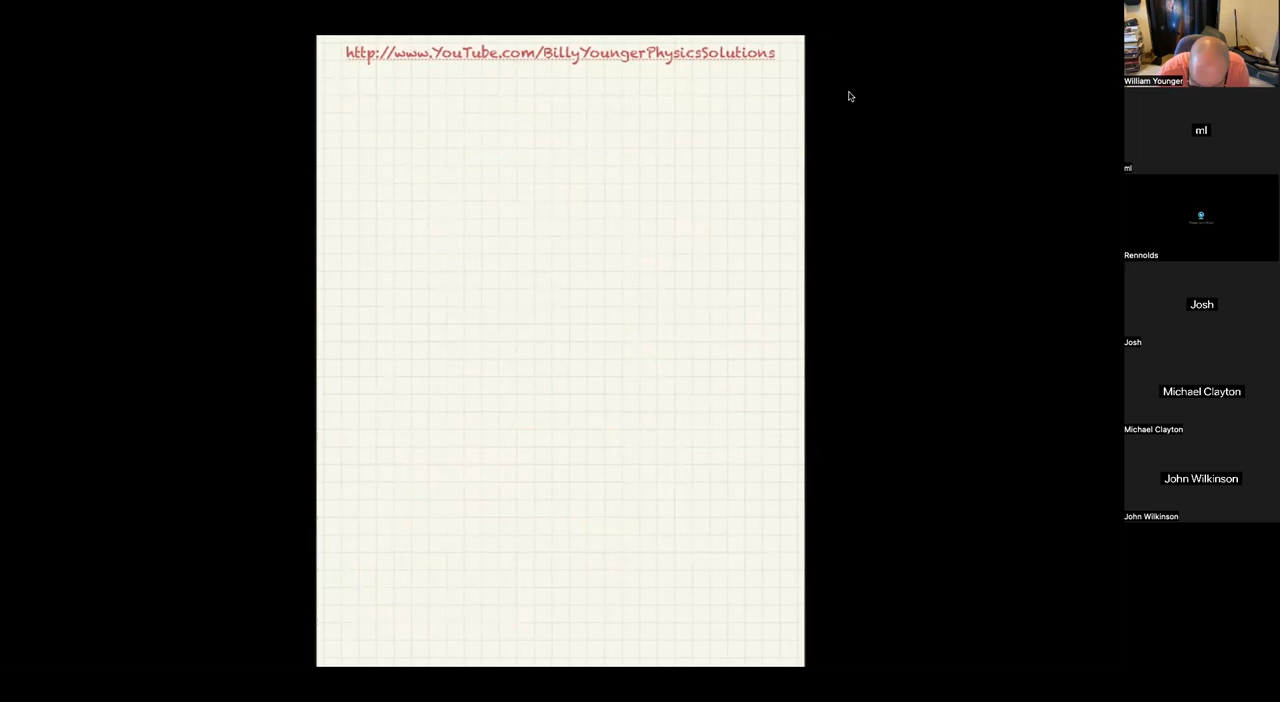 http://www.YouTube.com/BillyYoungerPhysicsSolutions
William Younger
ml
ml
Rennolds
Josh
Josh
Michael Clayton
Michael Clayton
John Wilkinson
John Wilkinson